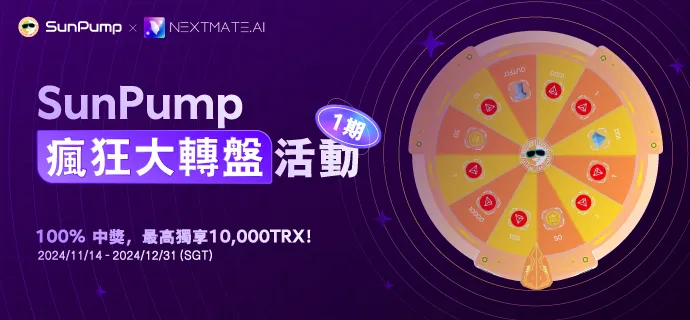 SunPump × NEXTMATE.AI
SunPump
瘋狂大轉盤活動
1期
100% 中獎，最高獨享10,000TRX！
2024/11/14 - 2024/12/31 (SGT)
OUTFIT